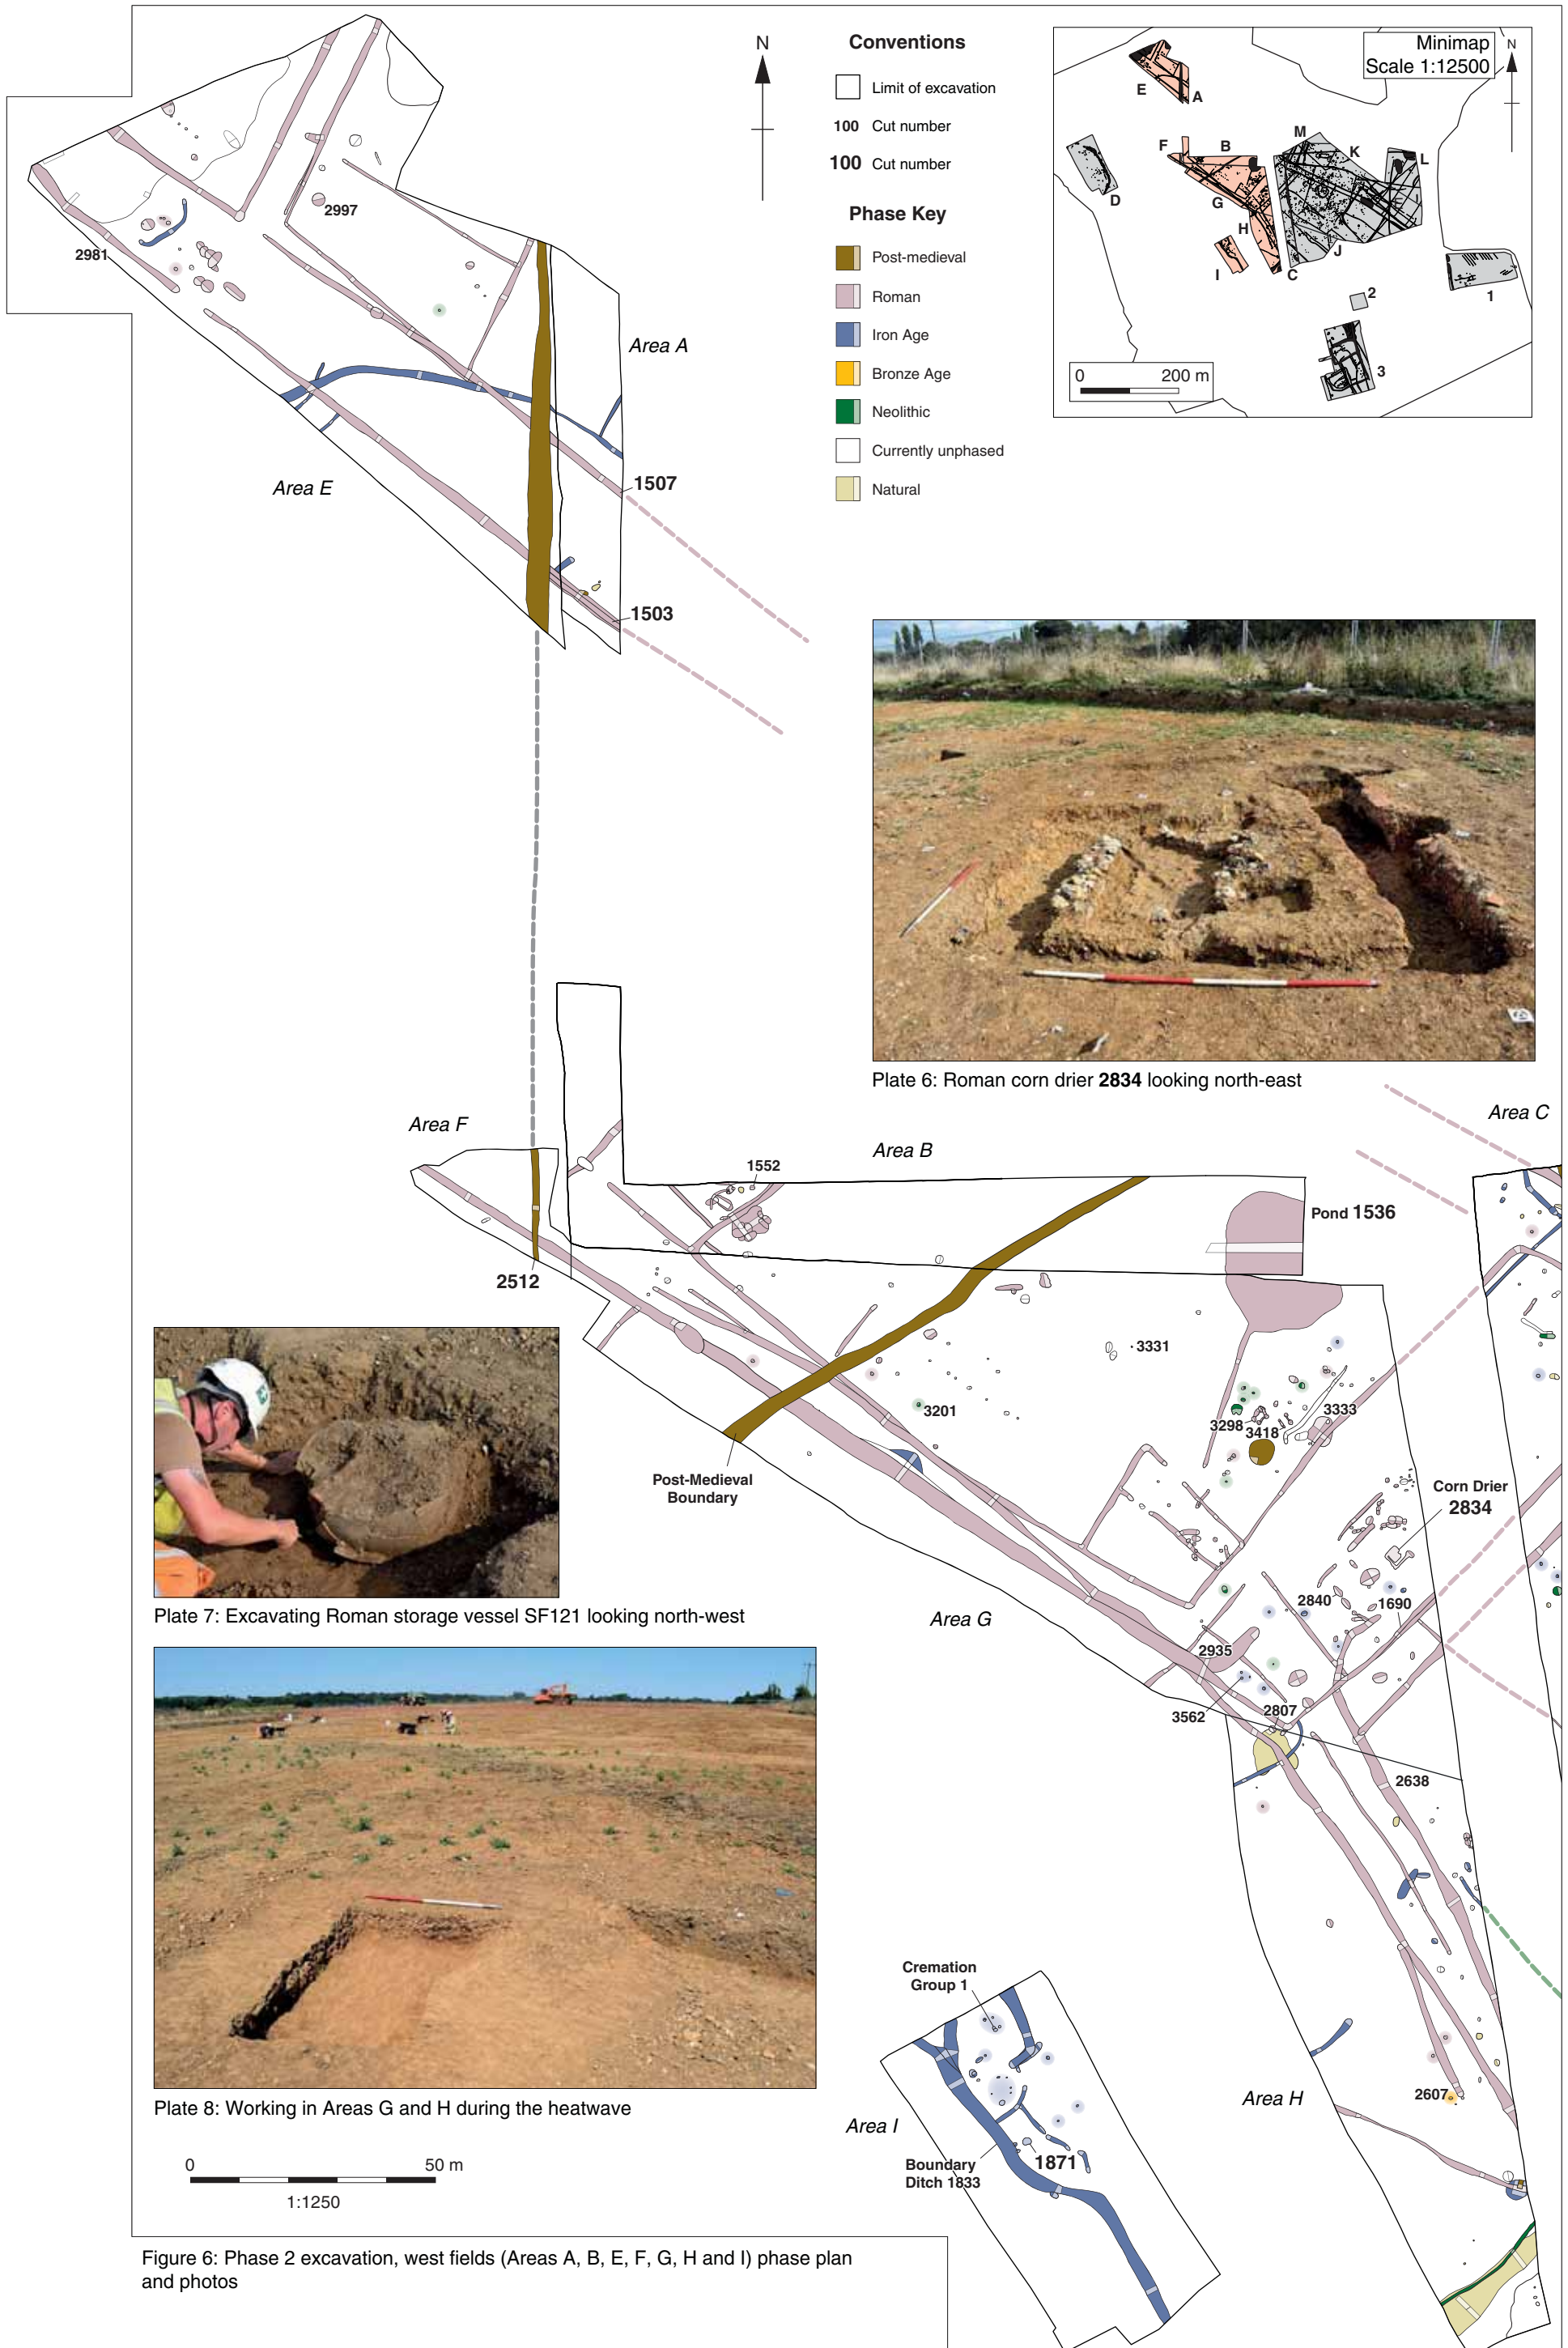 N
Conventions
Limit of excavation
100 Cut number
100 Cut number
Phase Key
Post-medieval
Roman
Iron Age
Bronze Age
Neolithic
Currently unphased
Natural
Minimap
Scale 1:12500
N
E
A
F
B
M
K
L
D
G
H
I
C
J
2
1
3
0 200 m
2997
2981
Area A
Area E
1507
1503
Plate 6: Roman corn drier 2834 looking north-east
Area F
Area B
Area C
1552
Pond 1536
2512
3331
3201
3298
3418
3333
Post-Medieval
Boundary
Corn Drier
2834
Plate 7: Excavating Roman storage vessel SF121 looking north-west
Area G
2840
1690
2935
3562
2807
2638
Cremation
Group 1
2607
Area H
Area I
Boundary
Ditch 1833
1871
Plate 8: Working in Areas G and H during the heatwave
0 50 m
1:1250
Figure 6: Phase 2 excavation, west fields (Areas A, B, E, F, G, H and I) phase plan
and photos